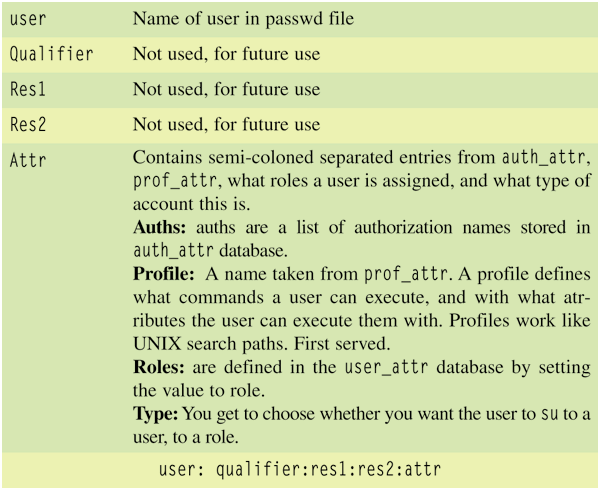 user Name of user in passwd file
Qualifier Not used, for future use
Res1 Not used, for future use
Res2 Not used, for future use
Attr Contains semi-coloned separated entries from auth_attr,
prof_attr, what roles a user is assigned, and what type of
account this is.
Auths: auths are a list of authorization names stored in
auth_attr database.
Profile: A name taken from prof_attr. A profile defines
what commands a user can execute, and with what atr-
ributes the user can execute them with. Profiles work like
UNIX search paths. First served.
Roles: are defined in the user_attr database by setting
the value to role.
Type: You get to choose whether you want the user to su to a
user, to a role.
user: qualifier:res1:res2:attr